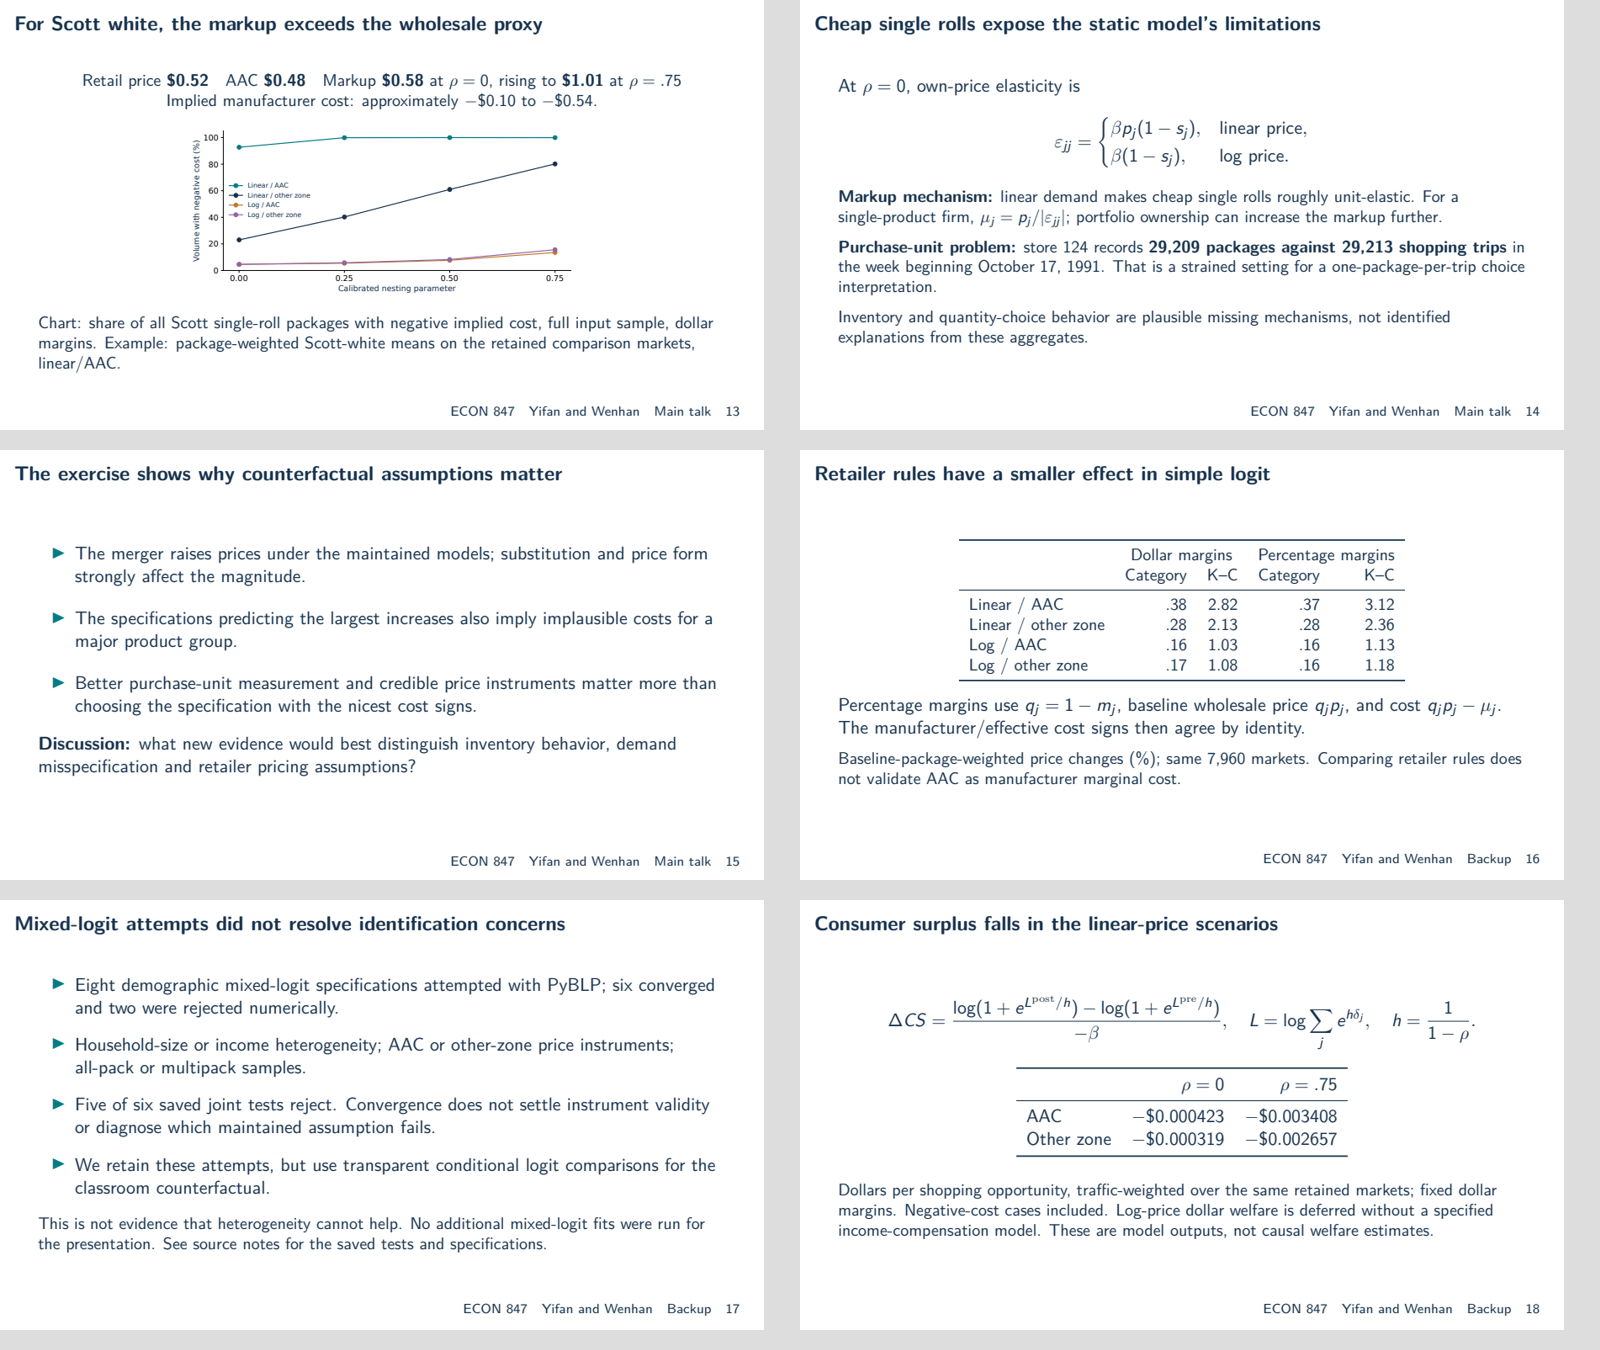 For Scott white, the markup exceeds the wholesale proxy
Retail price $0.52 AAC $0.48 Markup $0.58 at ρ = 0, rising to $1.01 at ρ = .75
Implied manufacturer cost: approximately −$0.10 to −$0.54.
Volume with negative cost (%)
100
80
60
40
20
0
Linear / AAC
Linear / other zone
Log / AAC
Log / other zone
0.00 0.25 0.50 0.75
Calibrated nesting parameter
Chart: share of all Scott single-roll packages with negative implied cost, full input sample, dollar
margins. Example: package-weighted Scott-white means on the retained comparison markets,
linear/AAC.
ECON 847 Yifan and Wenhan Main talk 13
Cheap single rolls expose the static model's limitations
At ρ = 0, own-price elasticity is
ε_jj = { βp_j(1 − s_j), linear price,
β(1 − s_j), log price.
Markup mechanism: linear demand makes cheap single rolls roughly unit-elastic. For a
single-product firm, μ_j = p_j/|ε_jj|; portfolio ownership can increase the markup further.
Purchase-unit problem: store 124 records 29,209 packages against 29,213 shopping trips in
the week beginning October 17, 1991. That is a strained setting for a one-package-per-trip choice
interpretation.
Inventory and quantity-choice behavior are plausible missing mechanisms, not identified
explanations from these aggregates.
ECON 847 Yifan and Wenhan Main talk 14
The exercise shows why counterfactual assumptions matter
► The merger raises prices under the maintained models; substitution and price form
strongly affect the magnitude.
► The specifications predicting the largest increases also imply implausible costs for a
major product group.
► Better purchase-unit measurement and credible price instruments matter more than
choosing the specification with the nicest cost signs.
Discussion: what new evidence would best distinguish inventory behavior, demand
misspecification and retailer pricing assumptions?
ECON 847 Yifan and Wenhan Main talk 15
Retailer rules have a smaller effect in simple logit
Dollar margins Percentage margins
Category K–C Category K–C
Linear / AAC .38 2.82 .37 3.12
Linear / other zone .28 2.13 .28 2.36
Log / AAC .16 1.03 .16 1.13
Log / other zone .17 1.08 .16 1.18
Percentage margins use q_j = 1 − m_j, baseline wholesale price q_jp_j, and cost q_jp_j − μ_j.
The manufacturer/effective cost signs then agree by identity.
Baseline-package-weighted price changes (%); same 7,960 markets. Comparing retailer rules does
not validate AAC as manufacturer marginal cost.
ECON 847 Yifan and Wenhan Backup 16
Mixed-logit attempts did not resolve identification concerns
► Eight demographic mixed-logit specifications attempted with PyBLP; six converged
and two were rejected numerically.
► Household-size or income heterogeneity; AAC or other-zone price instruments;
all-pack or multipack samples.
► Five of six saved joint tests reject. Convergence does not settle instrument validity
or diagnose which maintained assumption fails.
► We retain these attempts, but use transparent conditional logit comparisons for the
classroom counterfactual.
This is not evidence that heterogeneity cannot help. No additional mixed-logit fits were run for
the presentation. See source notes for the saved tests and specifications.
ECON 847 Yifan and Wenhan Backup 17
Consumer surplus falls in the linear-price scenarios
ΔCS = (log(1 + e^{L^post/h}) − log(1 + e^{L^pre/h})) / −β, L = log ∑_j e^{hδ_j}, h = 1 / (1 − ρ).
ρ = 0 ρ = .75
AAC −$0.000423 −$0.003408
Other zone −$0.000319 −$0.002657
Dollars per shopping opportunity, traffic-weighted over the same retained markets; fixed dollar
margins. Negative-cost cases included. Log-price dollar welfare is deferred without a specified
income-compensation model. These are model outputs, not causal welfare estimates.
ECON 847 Yifan and Wenhan Backup 18